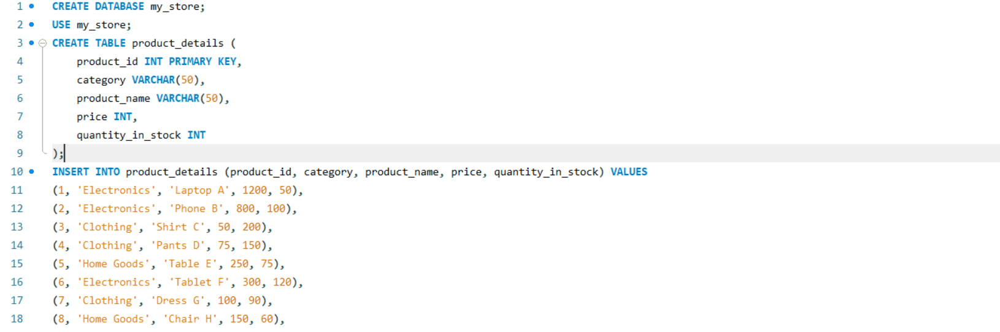 1 CREATE DATABASE my_store;
2 USE my_store;
3 CREATE TABLE product_details (
4 product_id INT PRIMARY KEY,
5 category VARCHAR(50),
6 product_name VARCHAR(50),
7 price INT,
8 quantity_in_stock INT
9 );
10 INSERT INTO product_details (product_id, category, product_name, price, quantity_in_stock) VALUES
11 (1, 'Electronics', 'Laptop A', 1200, 50),
12 (2, 'Electronics', 'Phone B', 800, 100),
13 (3, 'Clothing', 'Shirt C', 50, 200),
14 (4, 'Clothing', 'Pants D', 75, 150),
15 (5, 'Home Goods', 'Table E', 250, 75),
16 (6, 'Electronics', 'Tablet F', 300, 120),
17 (7, 'Clothing', 'Dress G', 100, 90),
18 (8, 'Home Goods', 'Chair H', 150, 60),